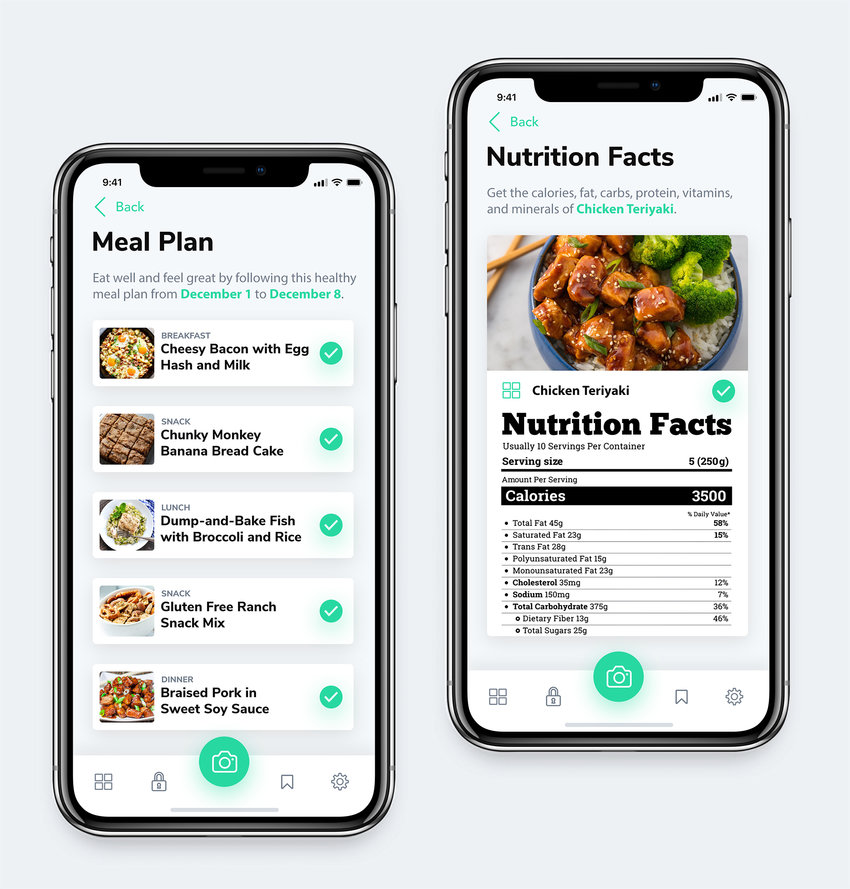 9:41
Back
Meal Plan
Eat well and feel great by following this healthy
meal plan from December 1 to December 8.
BREAKFAST
Cheesy Bacon with Egg
Hash and Milk
SNACK
Chunky Monkey
Banana Bread Cake
LUNCH
Dump-and-Bake Fish
with Broccoli and Rice
SNACK
Gluten Free Ranch
Snack Mix
DINNER
Braised Pork in
Sweet Soy Sauce
9:41
Back
Nutrition Facts
Get the calories, fat, carbs, protein, vitamins,
and minerals of Chicken Teriyaki.
Chicken Teriyaki
Nutrition Facts
Usually 10 Servings Per Container
Serving size 5 (250g)
Amount Per Serving
Calories 3500
% Daily Value*
• Total Fat 45g 58%
• Saturated Fat 23g 15%
• Trans Fat 28g
• Polyunsaturated Fat 15g
• Monounsaturated Fat 23g
• Cholesterol 35mg 12%
• Sodium 150mg 7%
• Total Carbohydrate 375g 36%
Dietary Fiber 13g 46%
Total Sugars 25g